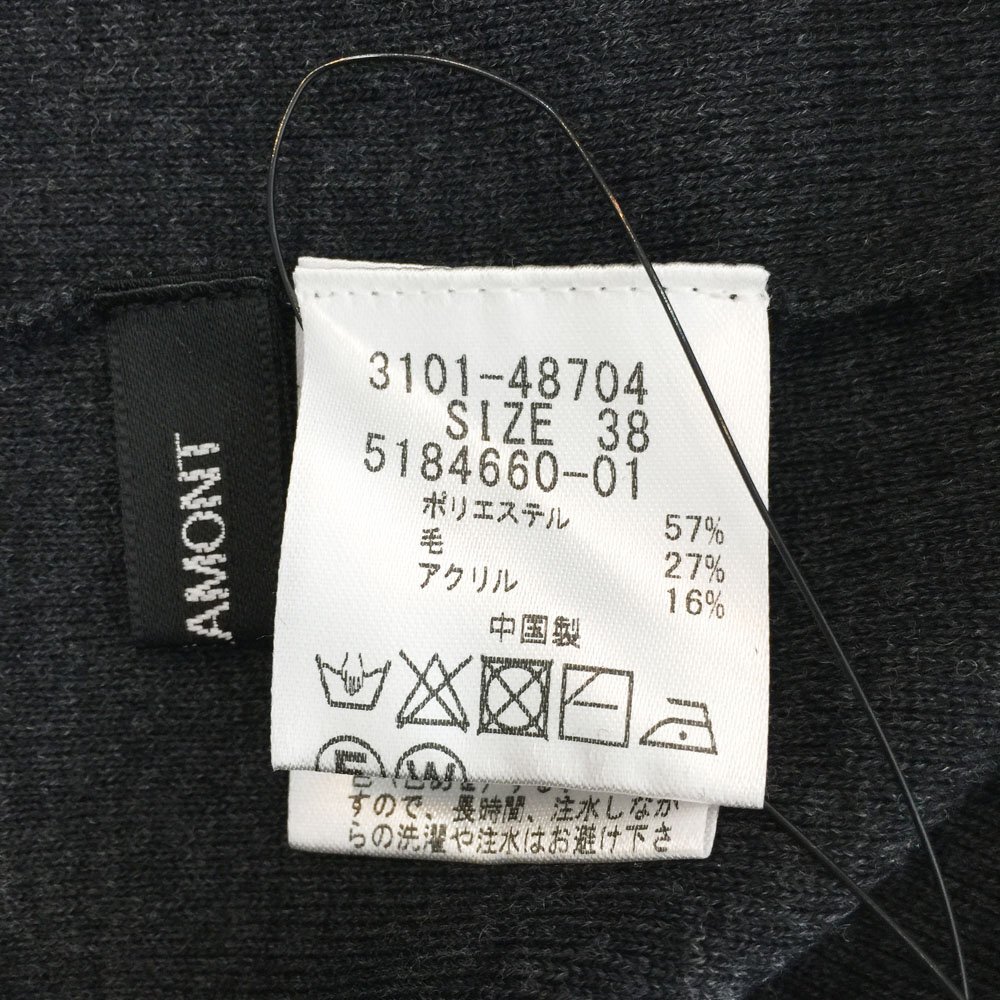 AMONT
3101-48704
SIZE 38
5184660-01
ポリエステル 57%
毛 27%
アクリル 16%
中国製
F W
すので、長時間、注水しなが
らの洗濯や注水はお避け下さ